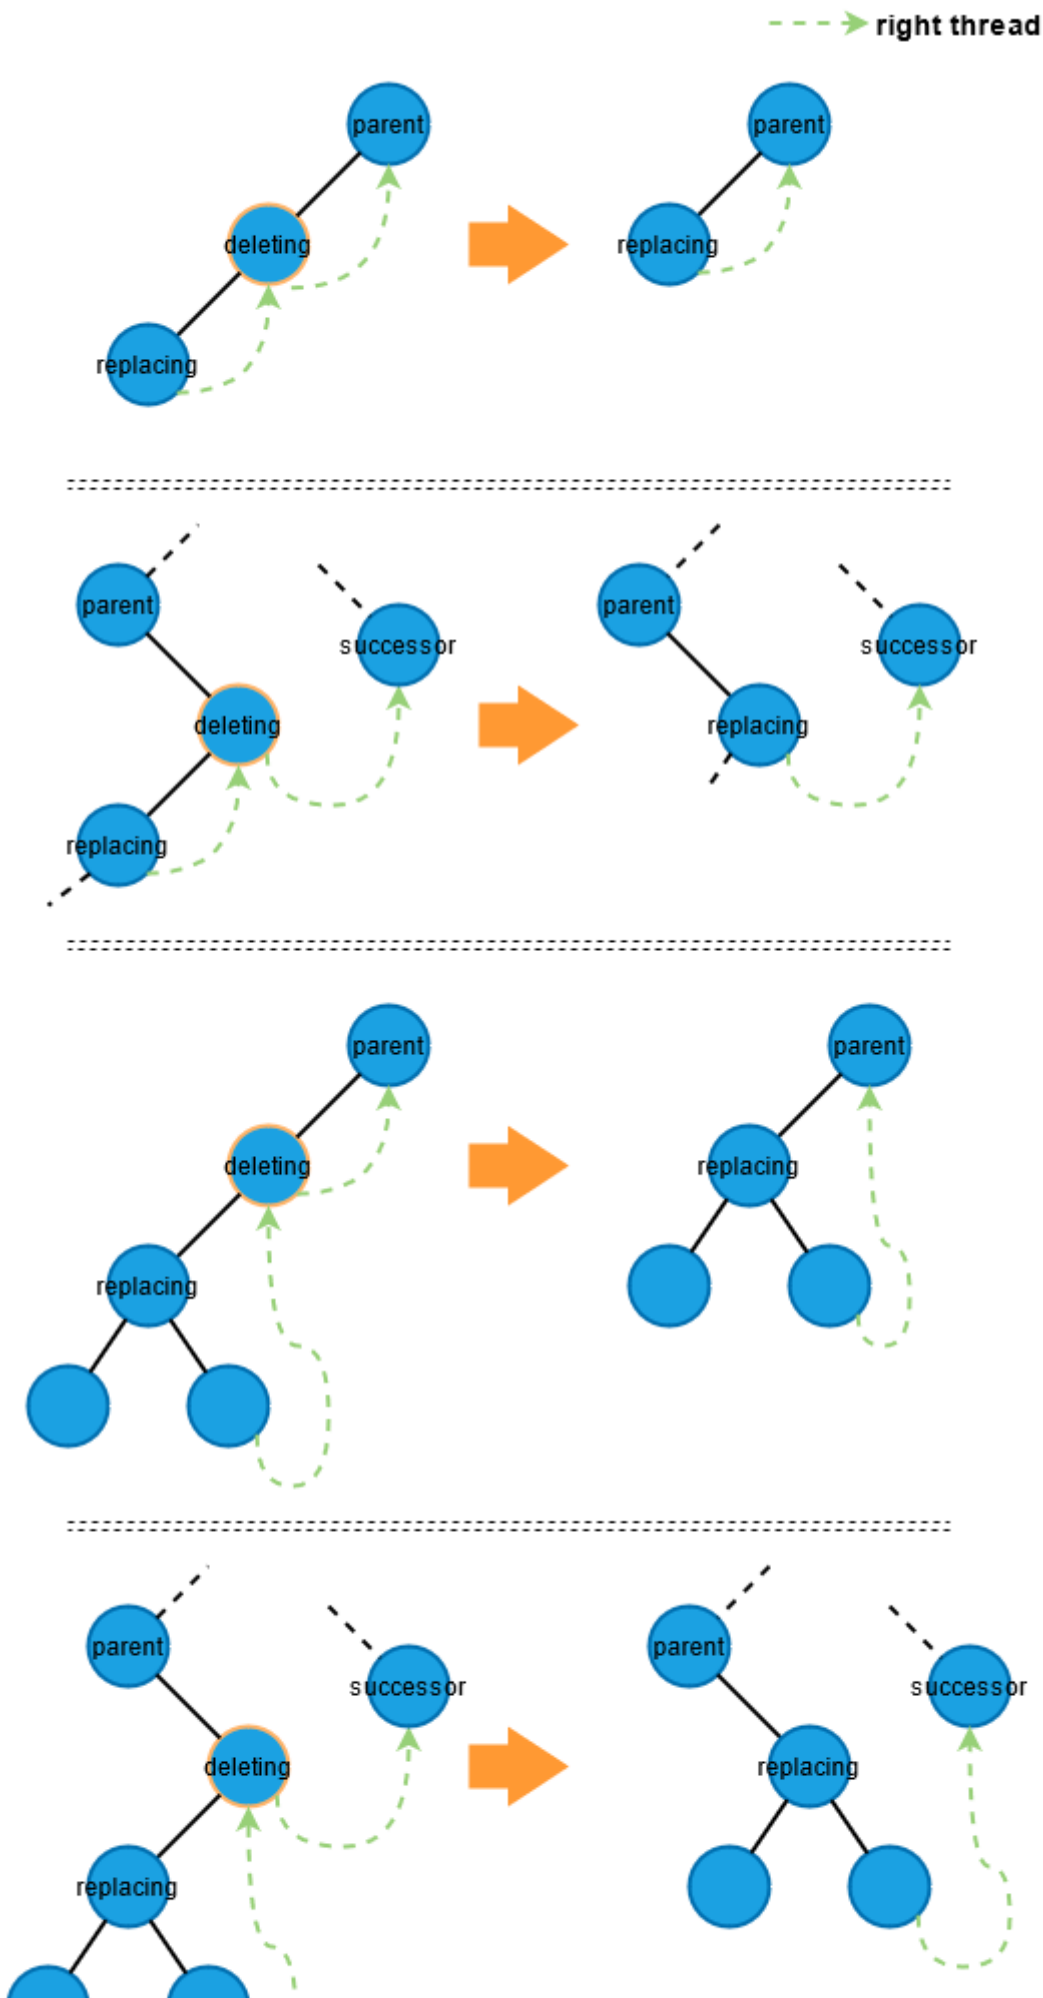 right thread
parent
parent
deleting
replacing
replacing
parent
successor
parent
successor
deleting
replacing
replacing
parent
parent
deleting
replacing
replacing
parent
successor
parent
successor
deleting
replacing
replacing